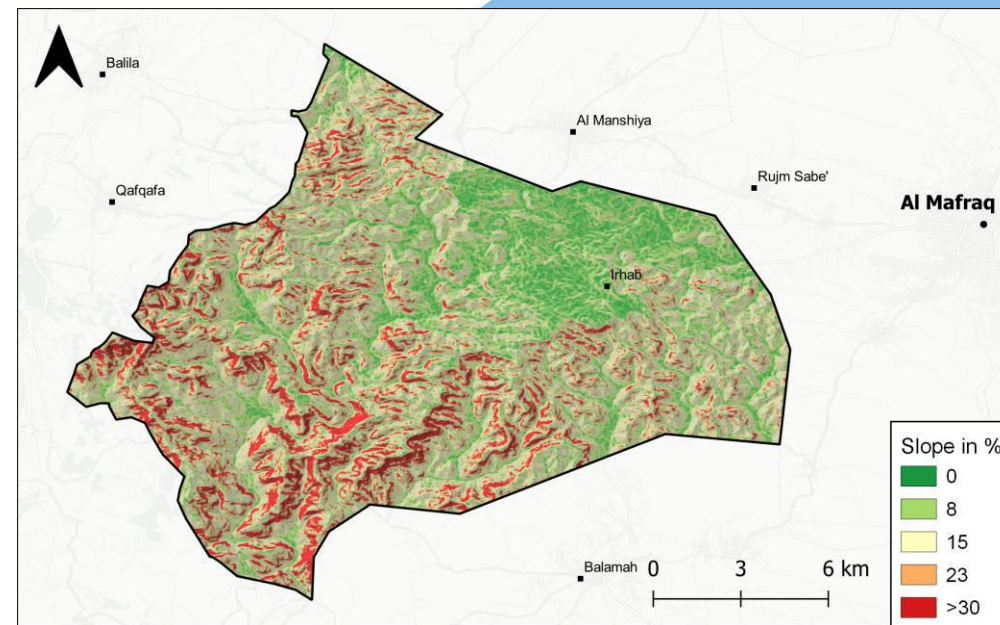 Balila
Al Manshiya
Rujm Sabe'
Qafqafa
Al Mafraq
Irhab
Slope in %
0
8
15
23
>30
Balamah
0 3 6 km